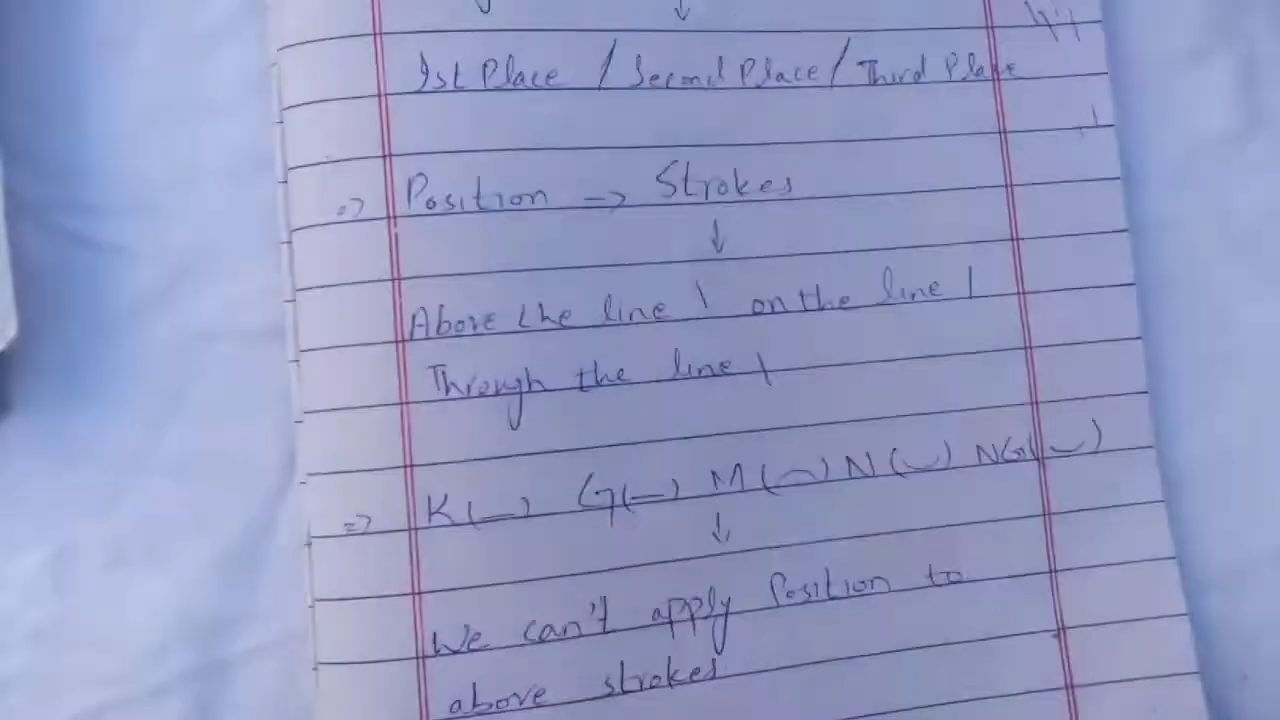 ↓
1st Place / Second Place / Third Place
=> Position -> Strokes
↓
Above the line \ on the line |
Through the line \
=> K (—) G (—) M (⌒) N (‿) NG (‿)
↓
We can't apply Position to
above strokes